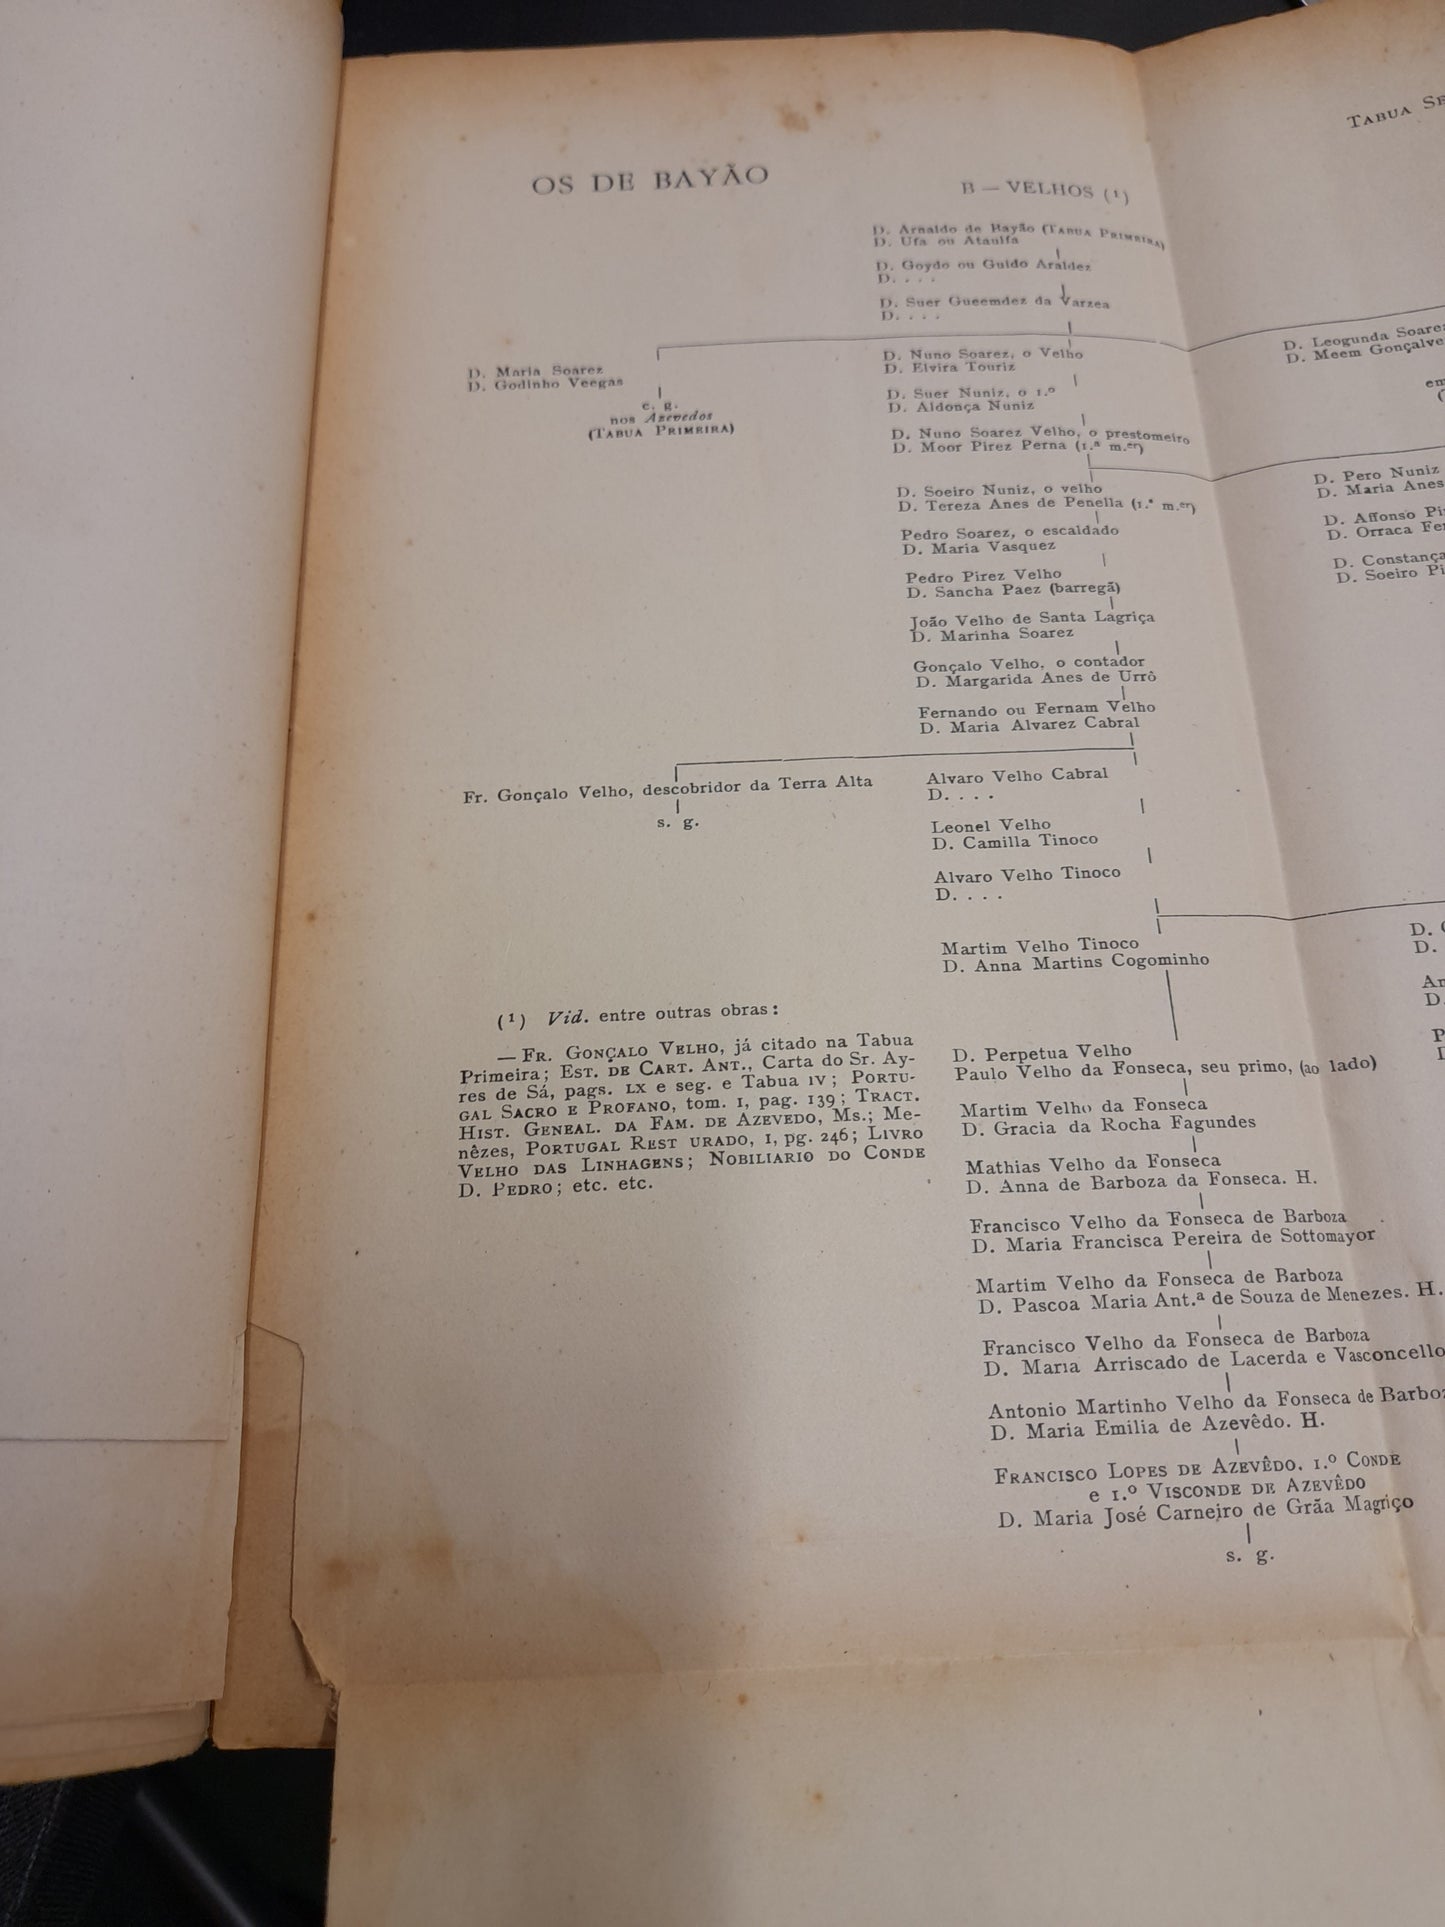 TABUA
OS DE BAYÃO
B — VELHOS (¹)
D. Arnaldo de Bayão (TABUA PRIMEIRA)
D. Ufa ou Ataulfa
D. Goydo ou Guido Araldez
D. . . .
D. Suer Gueemdez da Varzea
D. . . .
D. Leogunda
D. Meem
D. Maria Soarez
D. Godinho Veegas
e. g.
nos Azevedos
(TABUA PRIMEIRA)
D. Nuno Soarez, o Velho
D. Elvira Touriz
D. Suer Nuniz, o 1.º
D. Aldonça Nuniz
D. Nuno Soarez Velho, o prestomeiro
D. Moor Pirez Perna (1.ª m.er)
D. Soeiro Nuniz, o velho
D. Tereza Anes de Penella (1.ª m.er)
Pedro Soarez, o escaldado
D. Maria Vasquez
Pedro Pirez Velho
D. Sancha Paez (barregã)
João Velho de Santa Lagriça
D. Marinha Soarez
Gonçalo Velho, o contador
D. Margarida Anes de Urrô
Fernando ou Fernam Velho
D. Maria Alvarez Cabral
D. Pero Nuniz
D. Maria Anes
D. Affonso
D. Orraca
D. Constança
D. Soeiro
Fr. Gonçalo Velho, descobridor da Terra Alta
s. g.
Alvaro Velho Cabral
D. . . .
Leonel Velho
D. Camilla Tinoco
Alvaro Velho Tinoco
D. . . .
Martim Velho Tinoco
D. Anna Martins Cogominho
D. Perpetua Velho
Paulo Velho da Fonseca, seu primo, (ao lado)
Martim Velho da Fonseca
D. Gracia da Rocha Fagundes
Mathias Velho da Fonseca
D. Anna de Barboza da Fonseca. H.
Francisco Velho da Fonseca de Barboza
D. Maria Francisca Pereira de Sottomayor
Martim Velho da Fonseca de Barboza
D. Pascoa Maria Ant.ª de Souza de Menezes. H.
Francisco Velho da Fonseca de Barboza
D. Maria Arriscado de Lacerda e Vasconcello
Antonio Martinho Velho da Fonseca de
D. Maria Emilia de Azevêdo. H.
FRANCISCO LOPES DE AZEVÊDO. 1.º CONDE
e 1.º VISCONDE DE AZEVÊDO
D. Maria José Carneiro de Grãa Magriço
s. g.
(¹) Vid. entre outras obras:
— FR. GONÇALO VELHO, já citado na Tabua
Primeira; EST. DE CART. ANT., Carta do Sr. Ay-
res de Sá, pags. LX e seg. e Tabua IV; PORTU-
GAL SACRO E PROFANO, tom. I, pag. 139; TRACT.
HIST. GENEAL. DA FAM. DE AZEVEDO, Ms.; Me-
nêzes, PORTUGAL REST URADO, I, pg. 246; LIVRO
VELHO DAS LINHAGENS; NOBILIARIO DO CONDE
D. PEDRO; etc. etc.